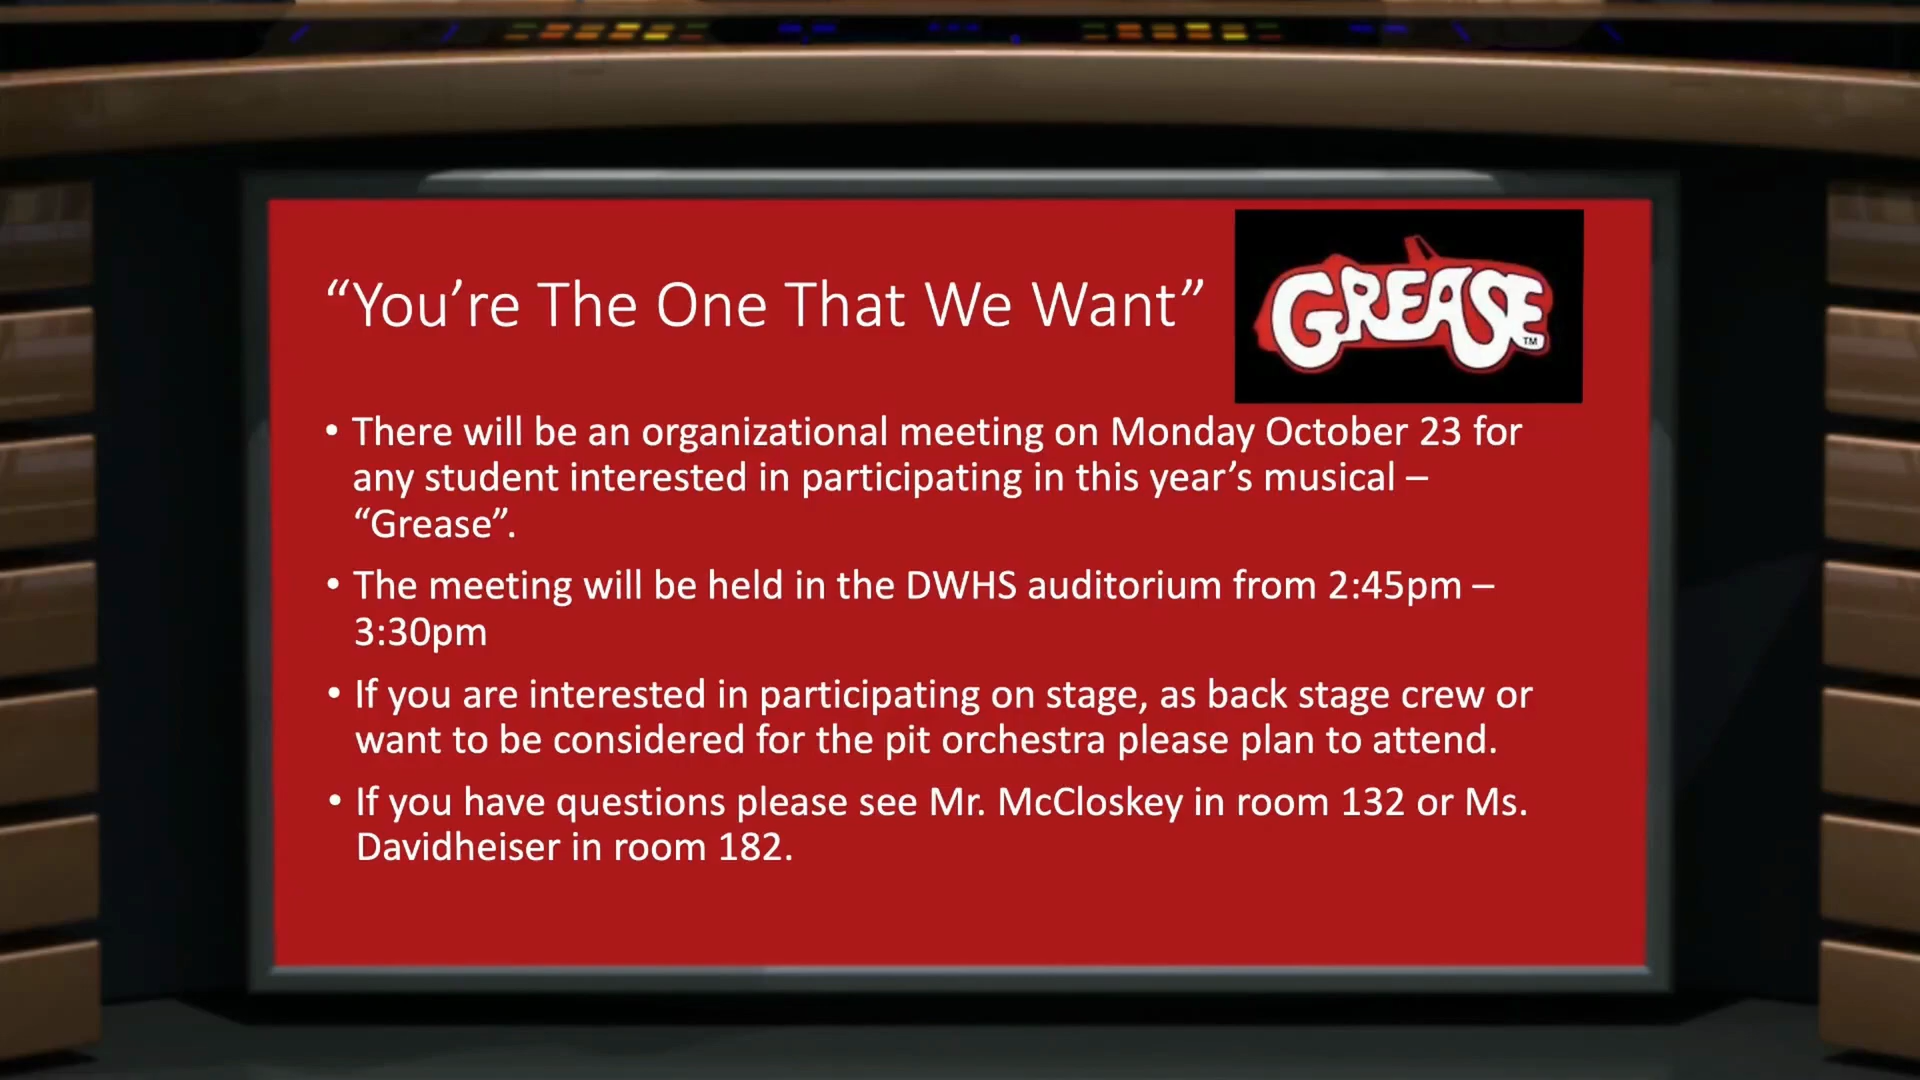 “You’re The One That We Want”
GREASE
TM
• There will be an organizational meeting on Monday October 23 for
any student interested in participating in this year’s musical –
“Grease”.
• The meeting will be held in the DWHS auditorium from 2:45pm –
3:30pm
• If you are interested in participating on stage, as back stage crew or
want to be considered for the pit orchestra please plan to attend.
• If you have questions please see Mr. McCloskey in room 132 or Ms.
Davidheiser in room 182.